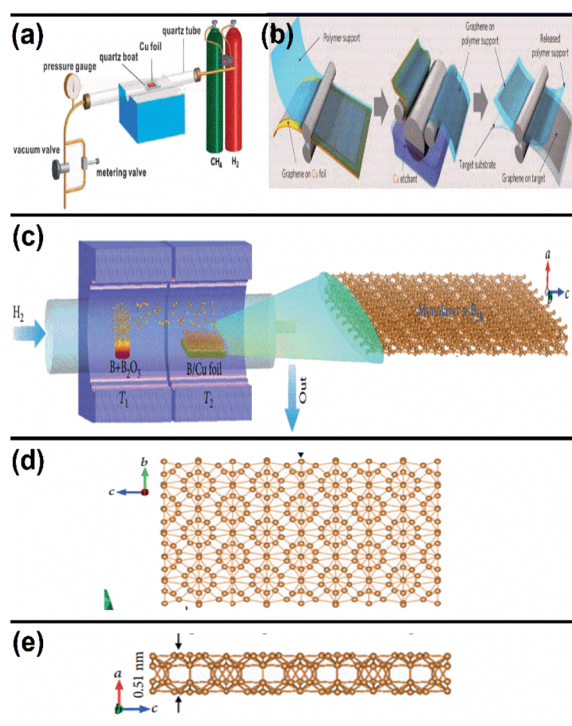 (a)
quartz tube
Cu foil
quartz boat
pressure gauge
vacuum valve
metering valve
CH4
H2
(b)
Polymer support
Graphene on Cu foil
Cu etchant
Graphene on
polymer support
Target substrate
Released
polymer support
Graphene on target
(c)
H2
B+B2O3
B/Cu foil
T1
T2
Out
Monolayer γ-B28
a
b
c
(d)
b
c
a
(e)
0.51 nm
a
b
c